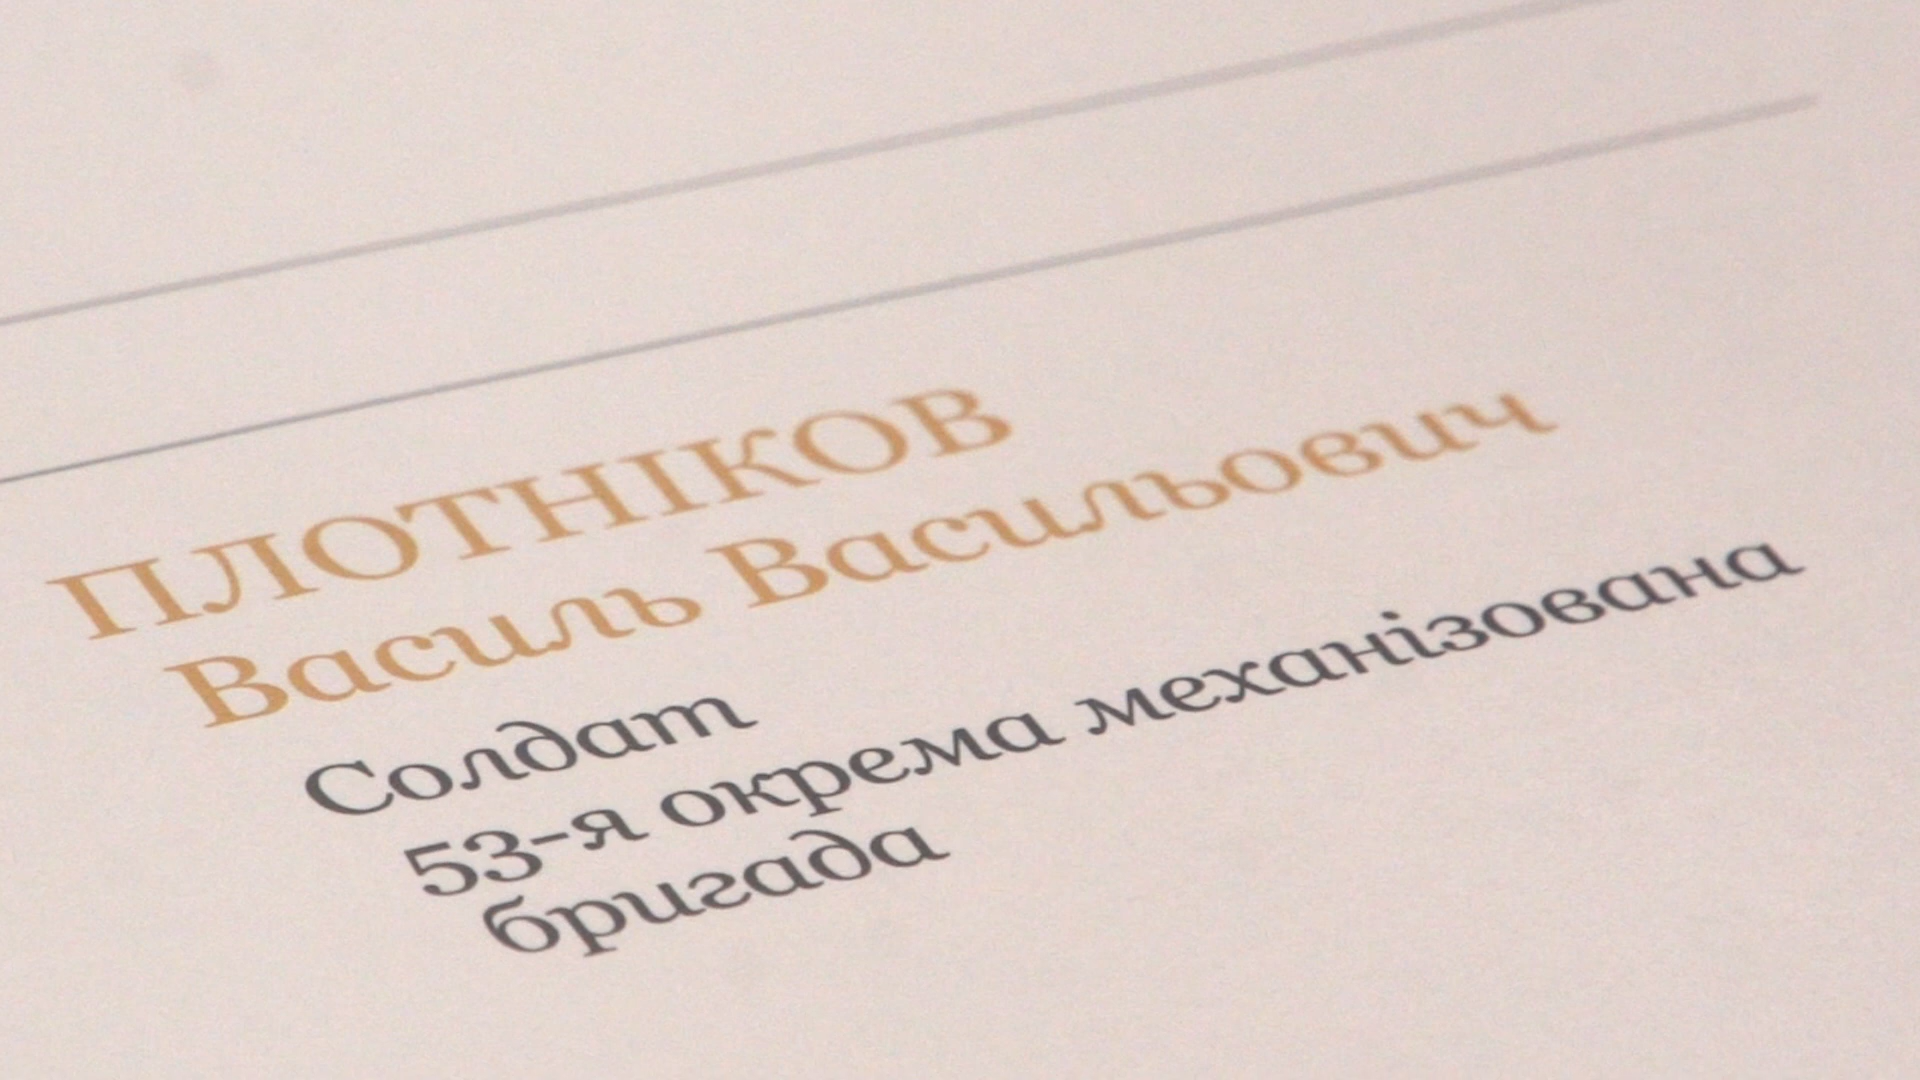 ПЛОТНІКОВ
Василь Васильович
Солдат
53-я окрема механізована
бригада